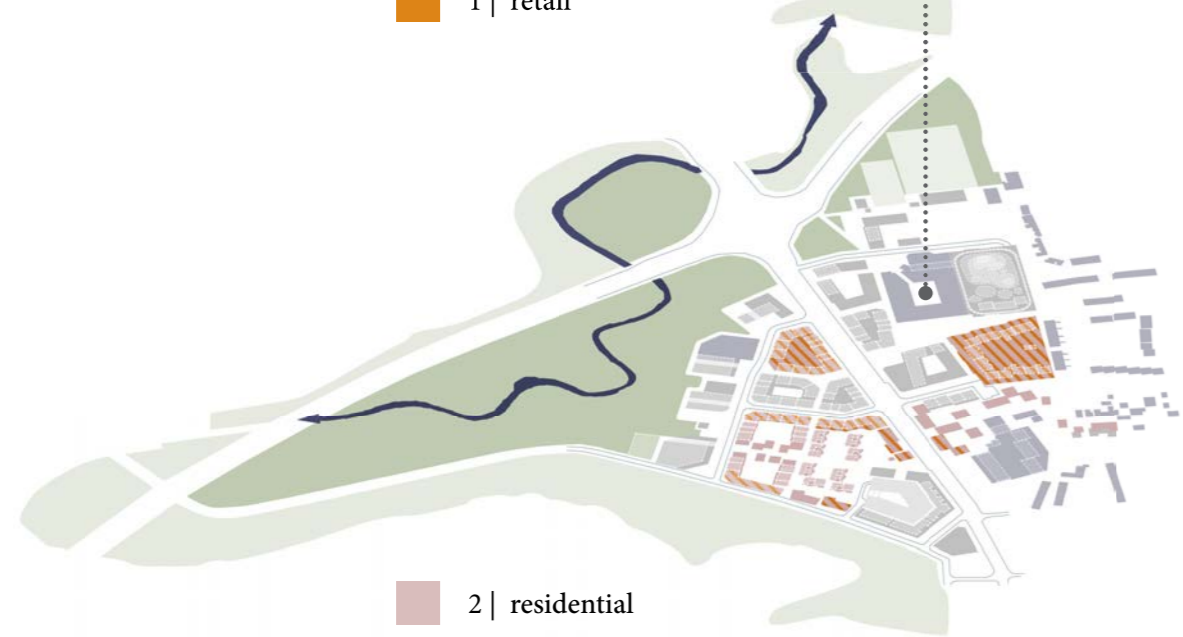 1 | retail
2 | residential